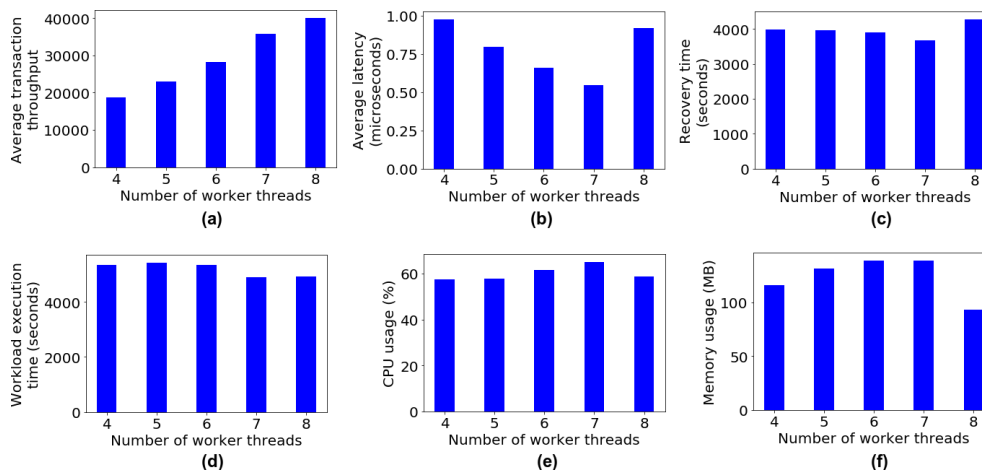 Average transaction
throughput
40000
30000
20000
10000
0
4 5 6 7 8
Number of worker threads
(a)
Average latency
(microseconds)
1.00
0.75
0.50
0.25
0.00
4 5 6 7 8
Number of worker threads
(b)
Recovery time
(seconds)
4000
3000
2000
1000
0
4 5 6 7 8
Number of worker threads
(c)
Workload execution
time (seconds)
4000
2000
0
4 5 6 7 8
Number of worker threads
(d)
CPU usage (%)
60
40
20
0
4 5 6 7 8
Number of worker threads
(e)
Memory usage (MB)
100
50
0
4 5 6 7 8
Number of worker threads
(f)